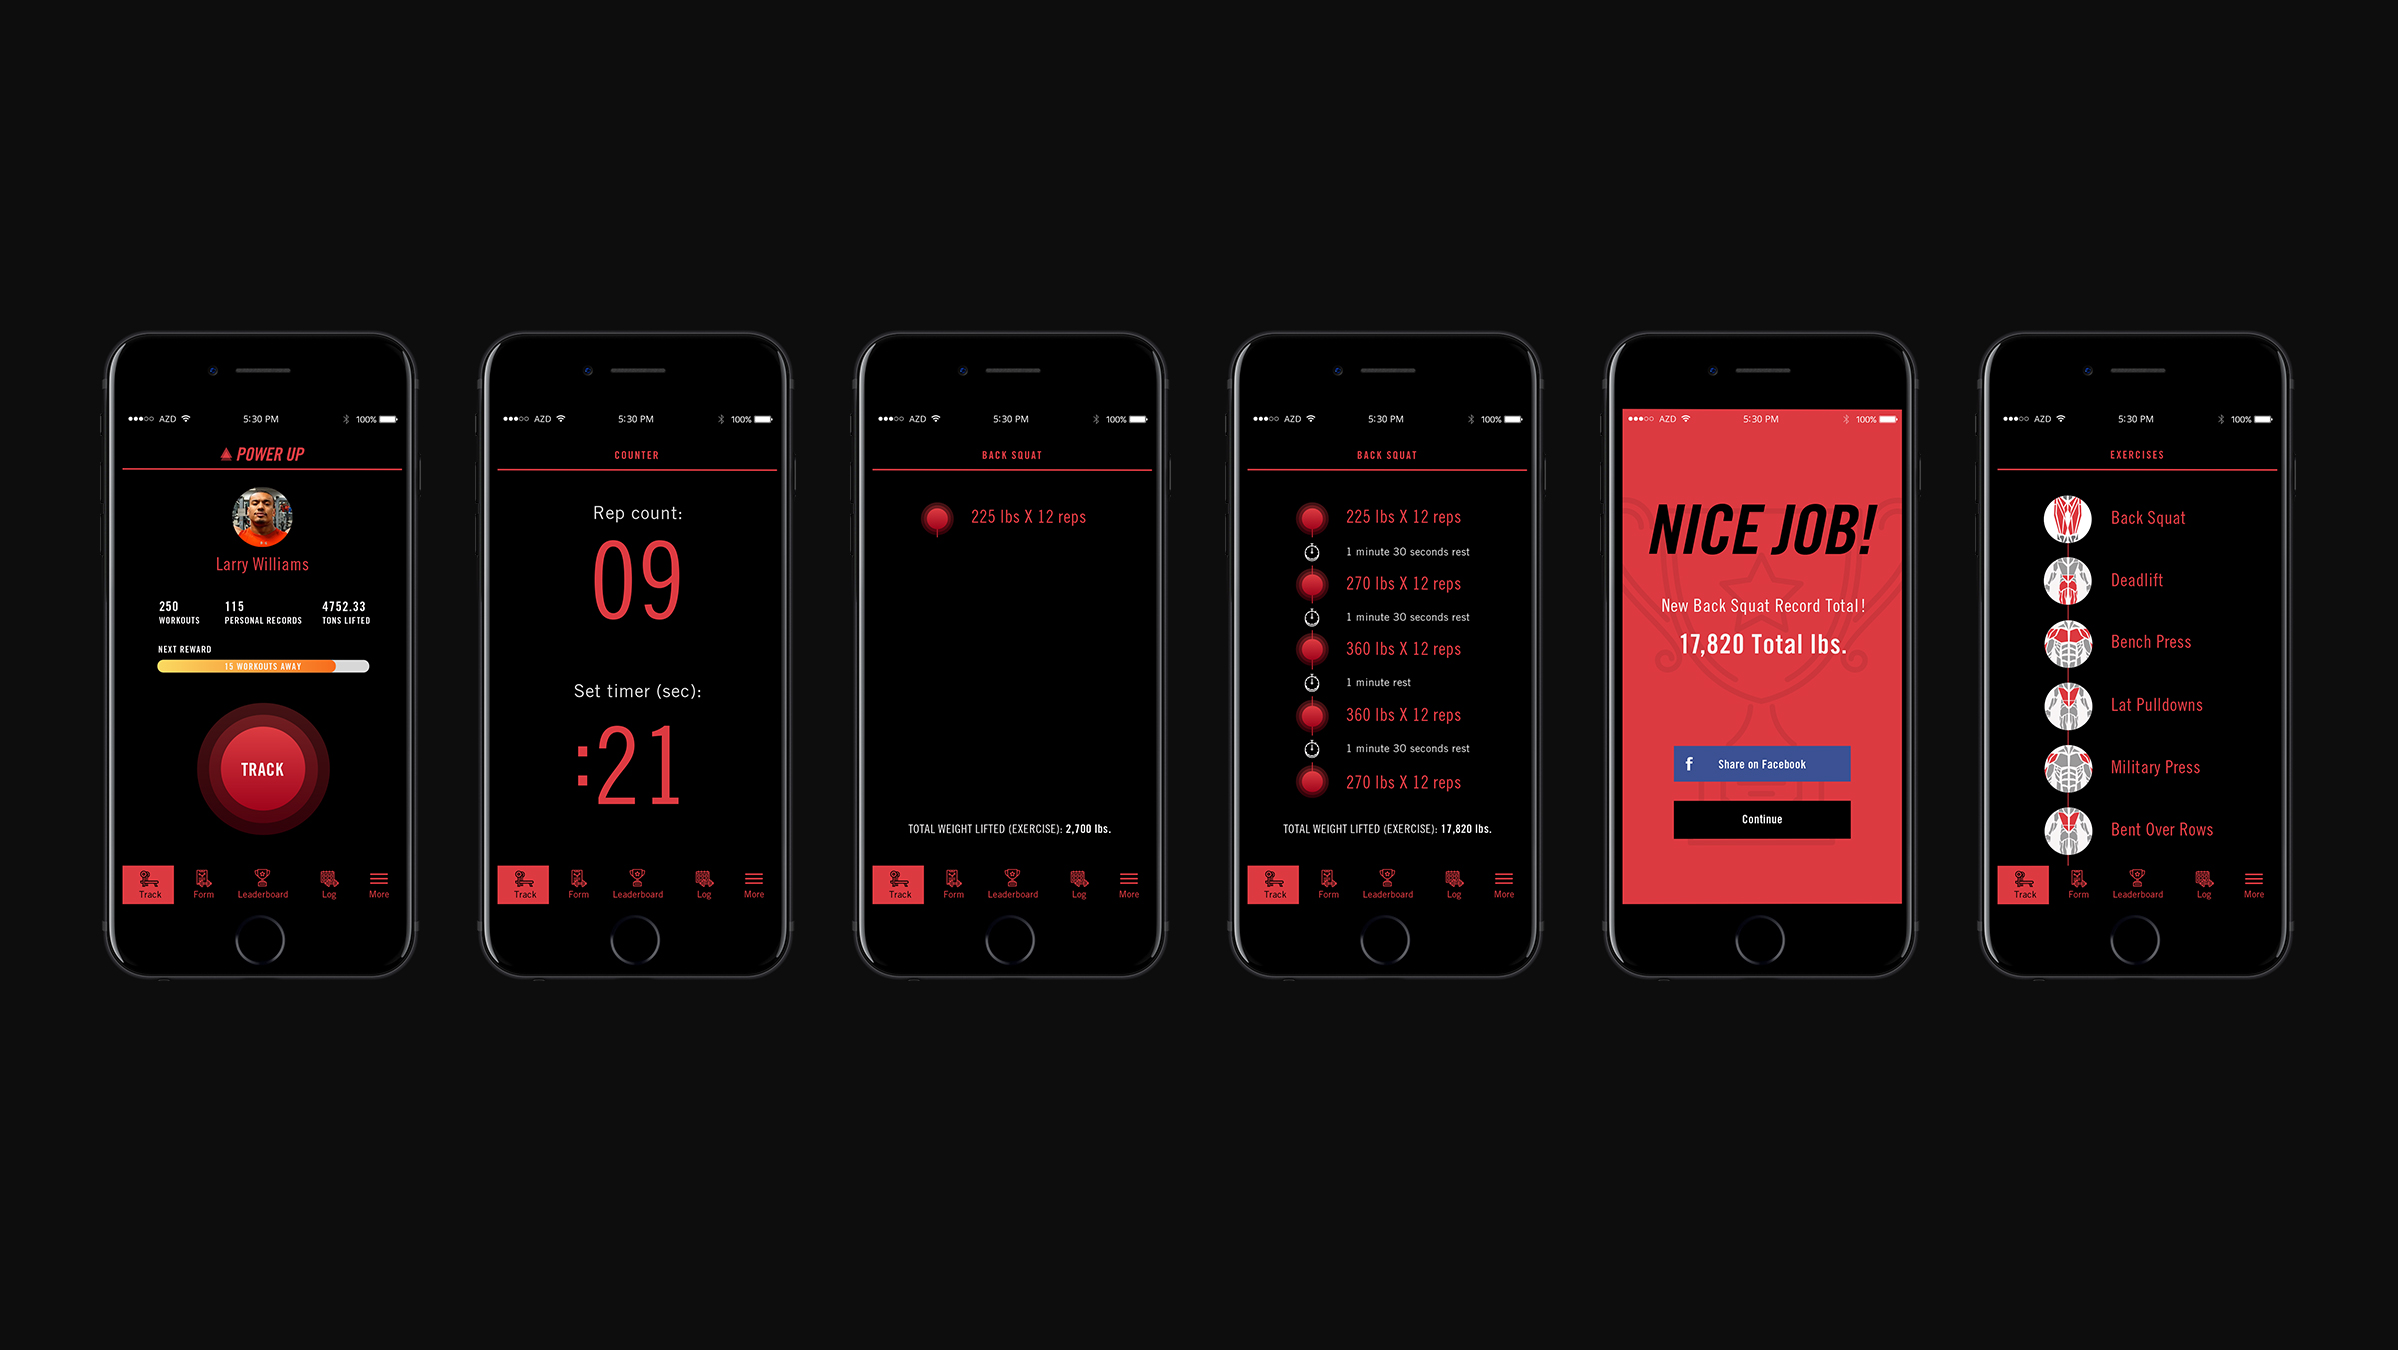 AZD 5:30 PM 100%
POWER UP
Larry Williams
250 115 4752.33
WORKOUTS PERSONAL RECORDS TONS LIFTED
NEXT REWARD
15 WORKOUTS AWAY
TRACK
Track Form Leaderboard Log More
AZD 5:30 PM 100%
COUNTER
Rep count:
09
Set timer (sec):
:21
Track Form Leaderboard Log More
AZD 5:30 PM 100%
BACK SQUAT
225 lbs X 12 reps
TOTAL WEIGHT LIFTED (EXERCISE): 2,700 lbs.
Track Form Leaderboard Log More
AZD 5:30 PM 100%
BACK SQUAT
225 lbs X 12 reps
1 minute 30 seconds rest
270 lbs X 12 reps
1 minute 30 seconds rest
360 lbs X 12 reps
1 minute rest
360 lbs X 12 reps
1 minute 30 seconds rest
270 lbs X 12 reps
TOTAL WEIGHT LIFTED (EXERCISE): 17,820 lbs.
Track Form Leaderboard Log More
AZD 5:30 PM 100%
NICE JOB!
New Back Squat Record Total!
17,820 Total lbs.
f Share on Facebook
Continue
AZD 5:30 PM 100%
EXERCISES
Back Squat
Deadlift
Bench Press
Lat Pulldowns
Military Press
Bent Over Rows
Track Form Leaderboard Log More